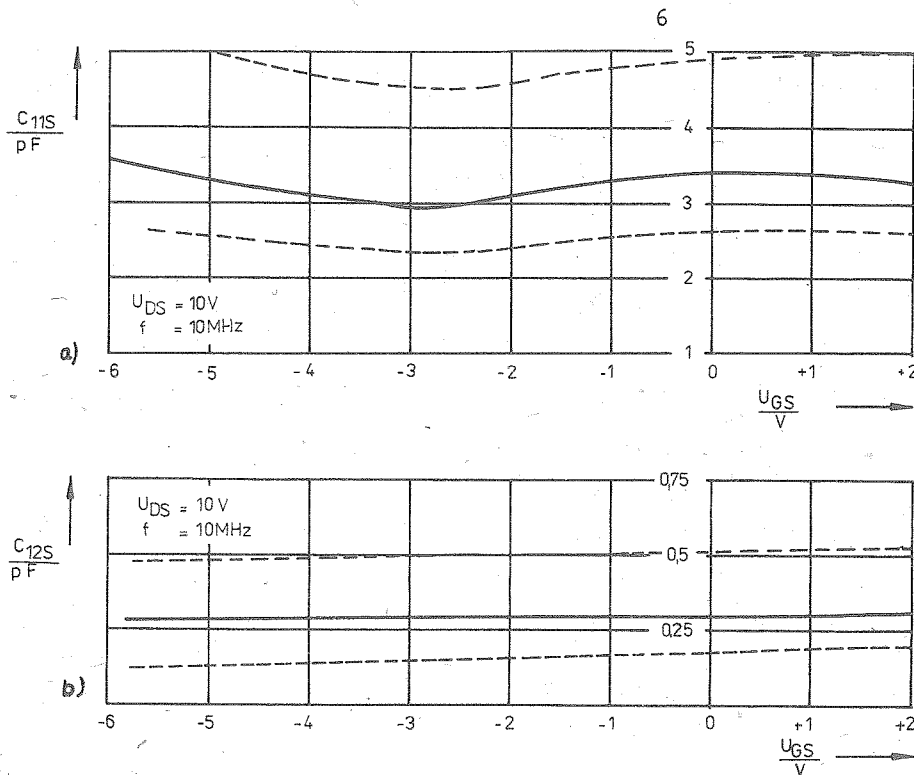 6
5
C11S
pF
4
3
2
UDS = 10V
f = 10MHz
a)
1
-6 -5 -4 -3 -2 -1 0 +1 +2
UGS
V
0,75
UDS = 10V
f = 10MHz
C12S
pF
0,5
0,25
b)
-6 -5 -4 -3 -2 -1 0 +1 +2
UGS
V